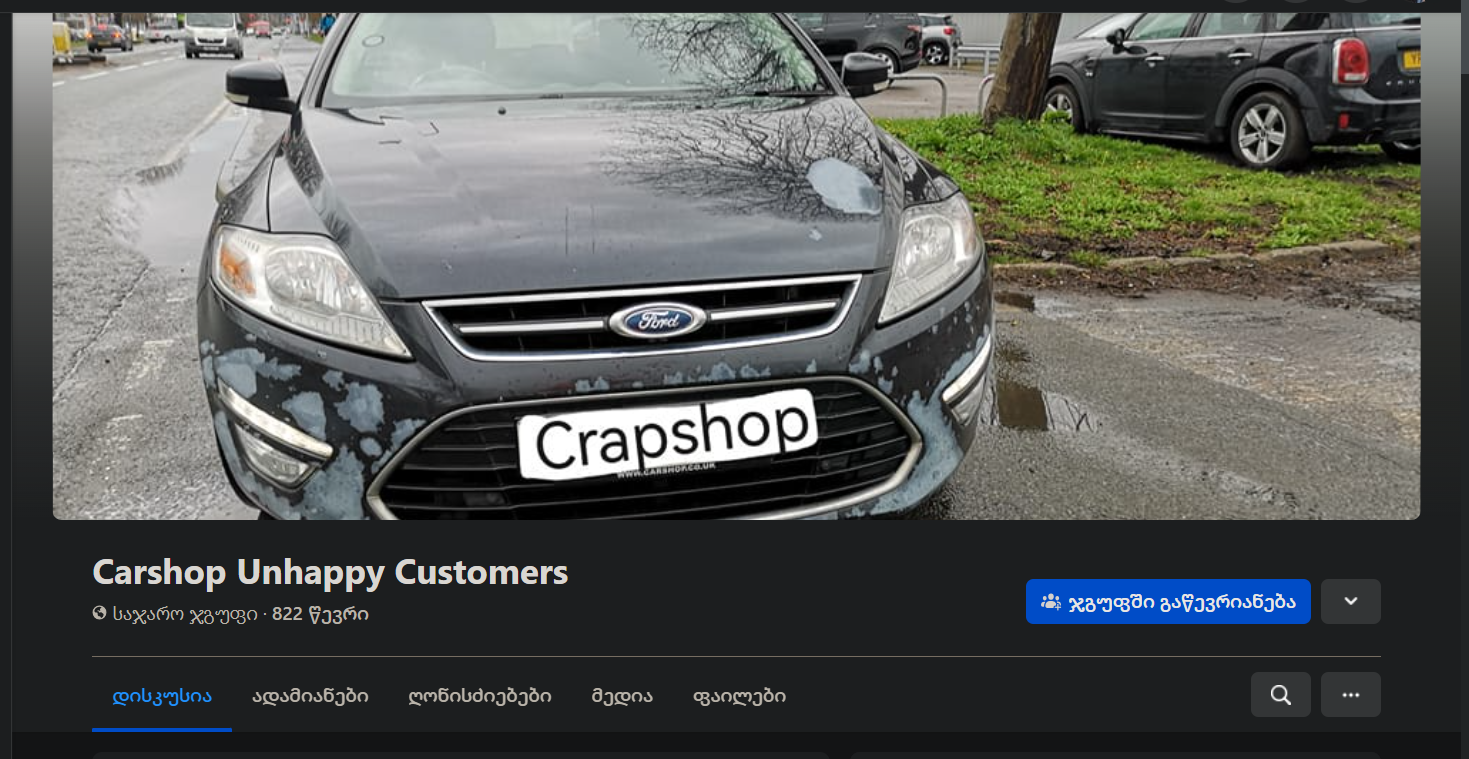 Ford
Crapshop
WWW.CARSHOP.CO.UK
Carshop Unhappy Customers
საჯარო ჯგუფი · 822 წევრი
ჯგუფში გაწევრიანება
დისკუსია ადამიანები ღონისძიებები მედია ფაილები